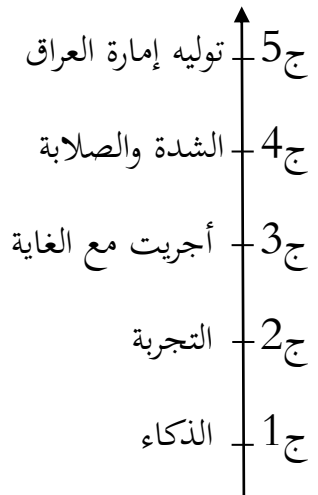 ج5 توليه إمارة العراق
ج4 الشدة والصلابة
ج3 أجريت مع الغاية
ج2 التجربة
ج1 الذكاء